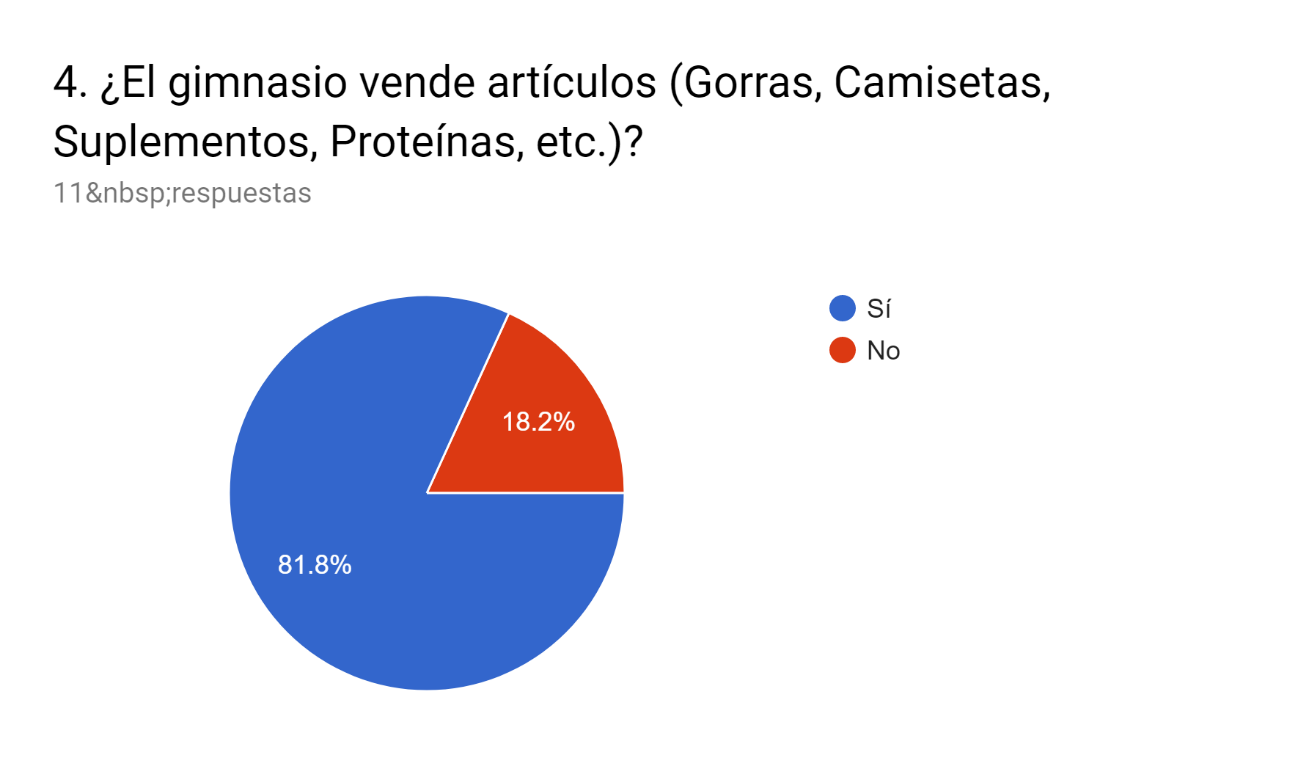 4. ¿El gimnasio vende artículos (Gorras, Camisetas,
Suplementos, Proteínas, etc.)?
11&nbsp;respuestas
Sí
No
18.2%
81.8%